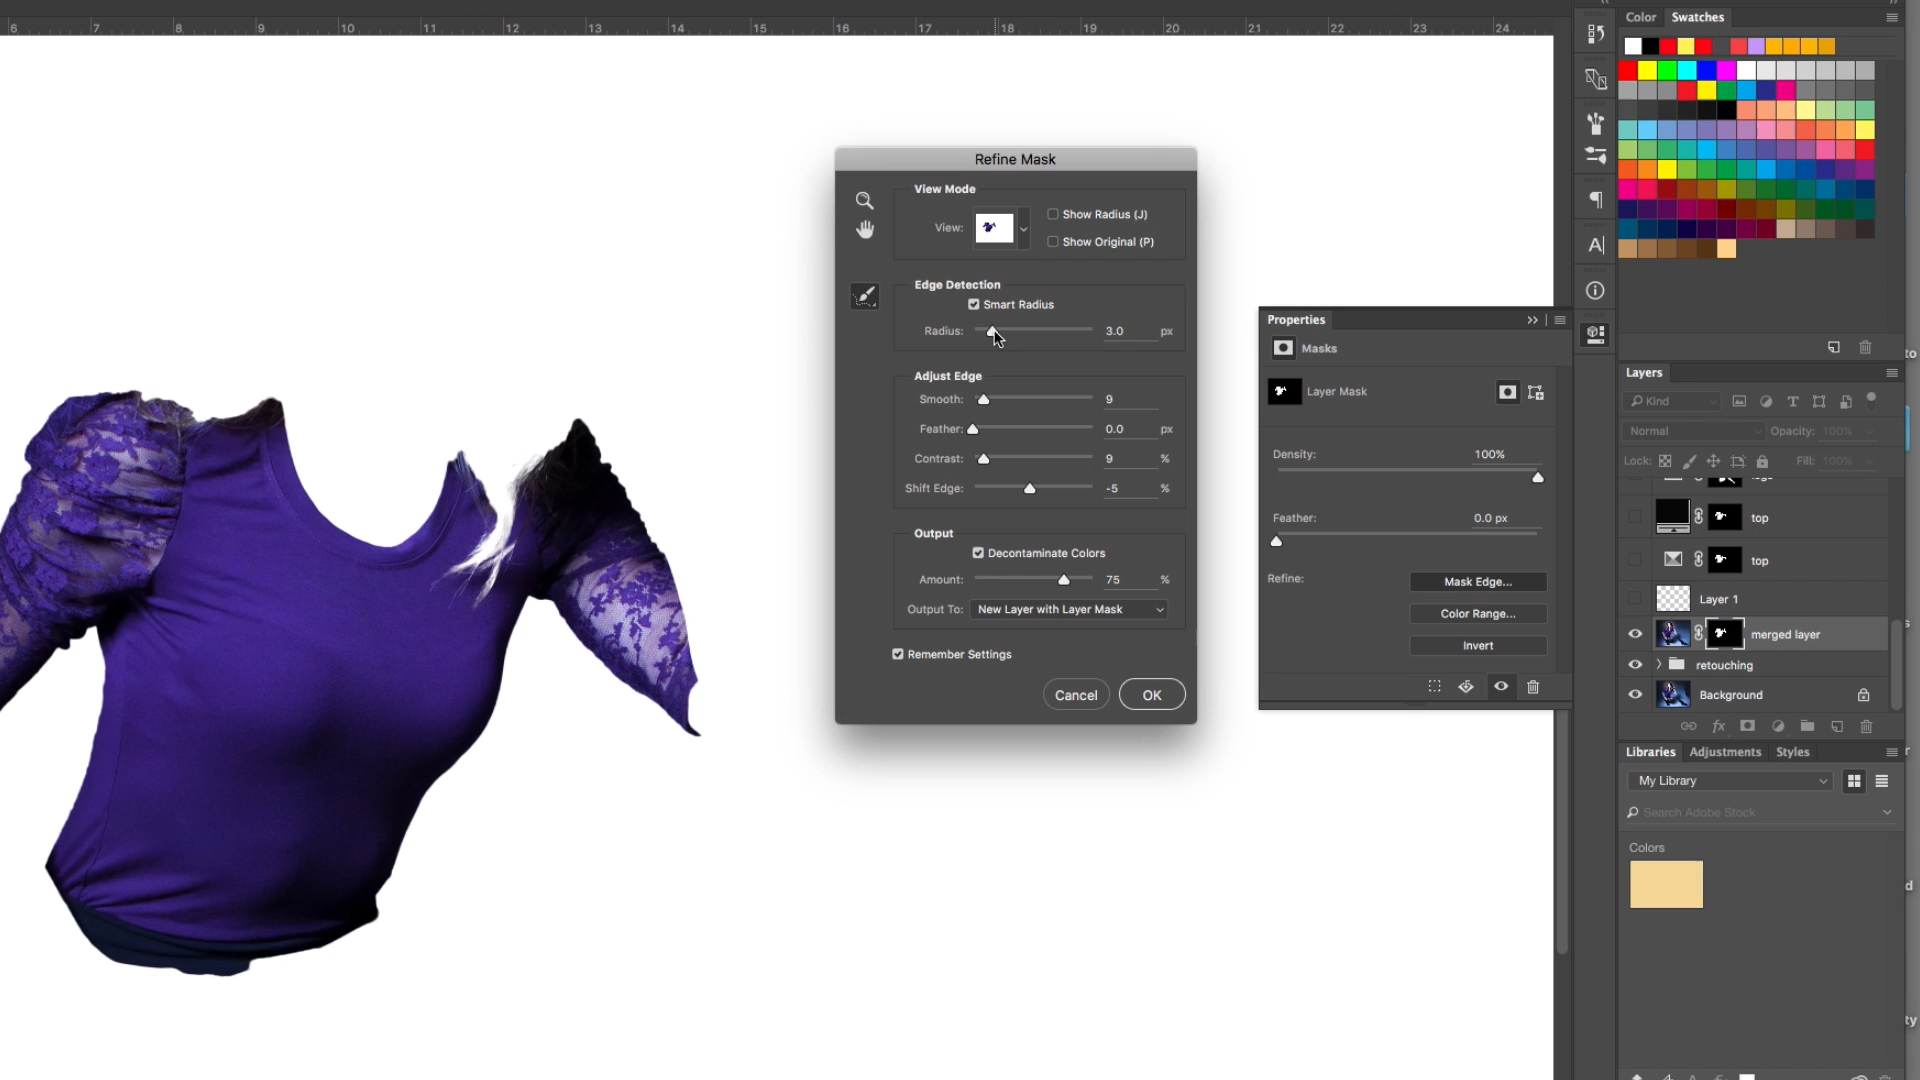 6 7 8 9 10 11 12 13 14 15 16 17 18 19 20 21 22 23 24
Color Swatches
Refine Mask
View Mode
View:
Show Radius (J)
Show Original (P)
Edge Detection
Smart Radius
Radius: 3.0 px
Adjust Edge
Smooth: 9
Feather: 0.0 px
Contrast: 9 %
Shift Edge: -5 %
Output
Decontaminate Colors
Amount: 75 %
Output To: New Layer with Layer Mask
Remember Settings
Cancel OK
Properties
Masks
Layer Mask
Density: 100%
Feather: 0.0 px
Refine:
Mask Edge...
Color Range...
Invert
Layers
Kind
Normal Opacity: 100%
Lock: Fill: 100%
top
top
Layer 1
merged layer
retouching
Background
Libraries Adjustments Styles
My Library
Search Adobe Stock
Colors